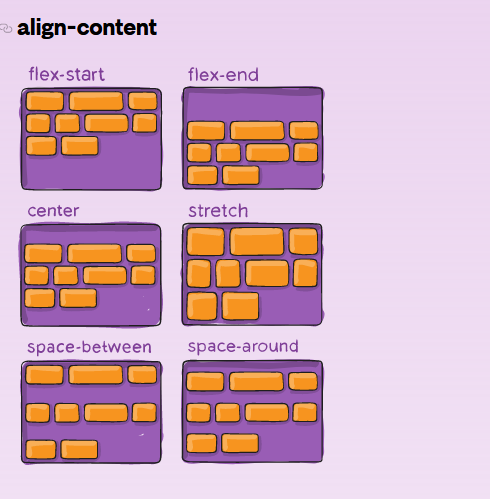 align-content
flex-start
flex-end
center
stretch
space-between
space-around